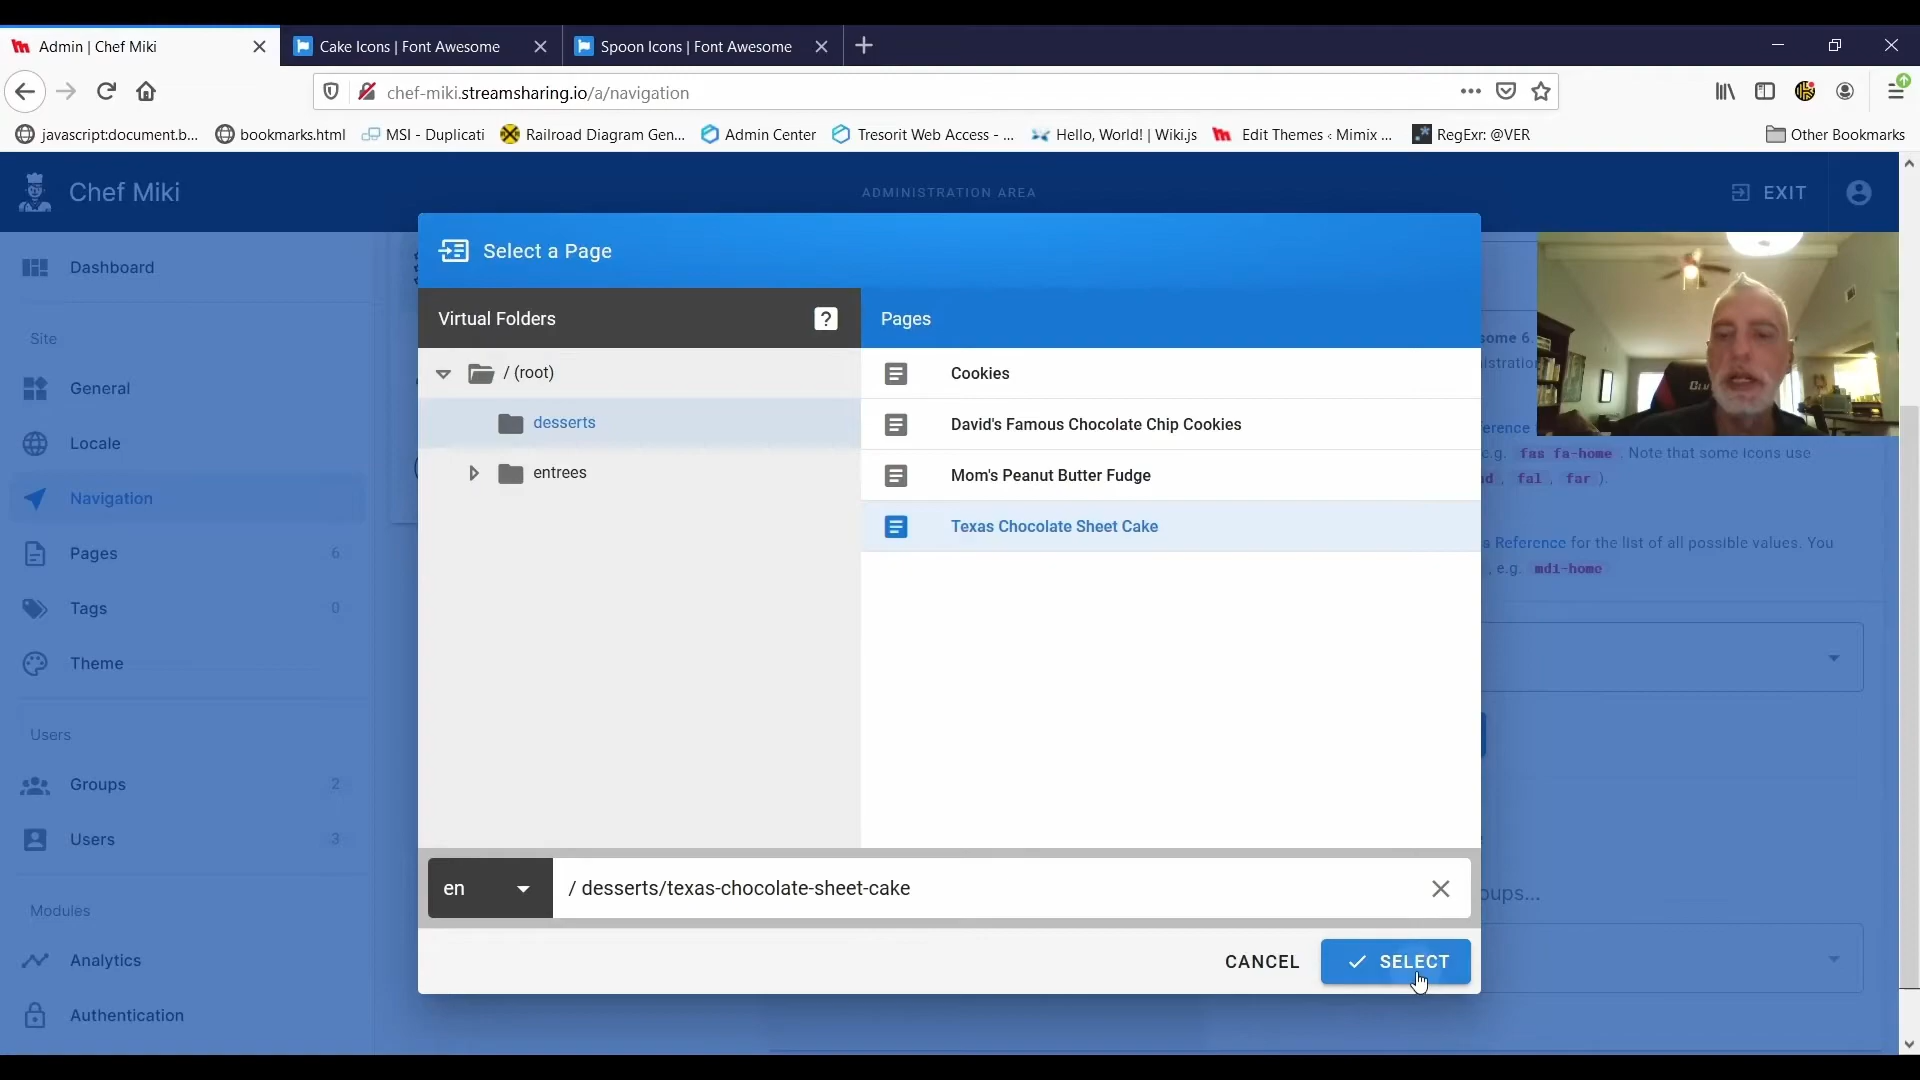 Admin | Chef Miki
Cake Icons | Font Awesome
Spoon Icons | Font Awesome
chef-miki.streamsharing.io/a/navigation
javascript:document.b...
bookmarks.html
MSI - Duplicati
Railroad Diagram Gen...
Admin Center
Tresorit Web Access - ...
Hello, World! | Wiki.js
Edit Themes ‹ Mimix ...
RegExr: @VER
Other Bookmarks
Chef Miki
ADMINISTRATION AREA
EXIT
Select a Page
Virtual Folders
?
Pages
Dashboard
Site
General
Locale
Navigation
Pages 6
Tags 0
Theme
Users
Groups 2
Users 3
Modules
Analytics
Authentication
/ (root)
desserts
entrees
Cookies
David's Famous Chocolate Chip Cookies
Mom's Peanut Butter Fudge
Texas Chocolate Sheet Cake
some 6.
istration
erence
e.g. fas fa-home . Note that some icons use
d , fal , far ).
s Reference for the list of all possible values. You
, e.g. mdi-home
oups...
en
/ desserts/texas-chocolate-sheet-cake
CANCEL
SELECT